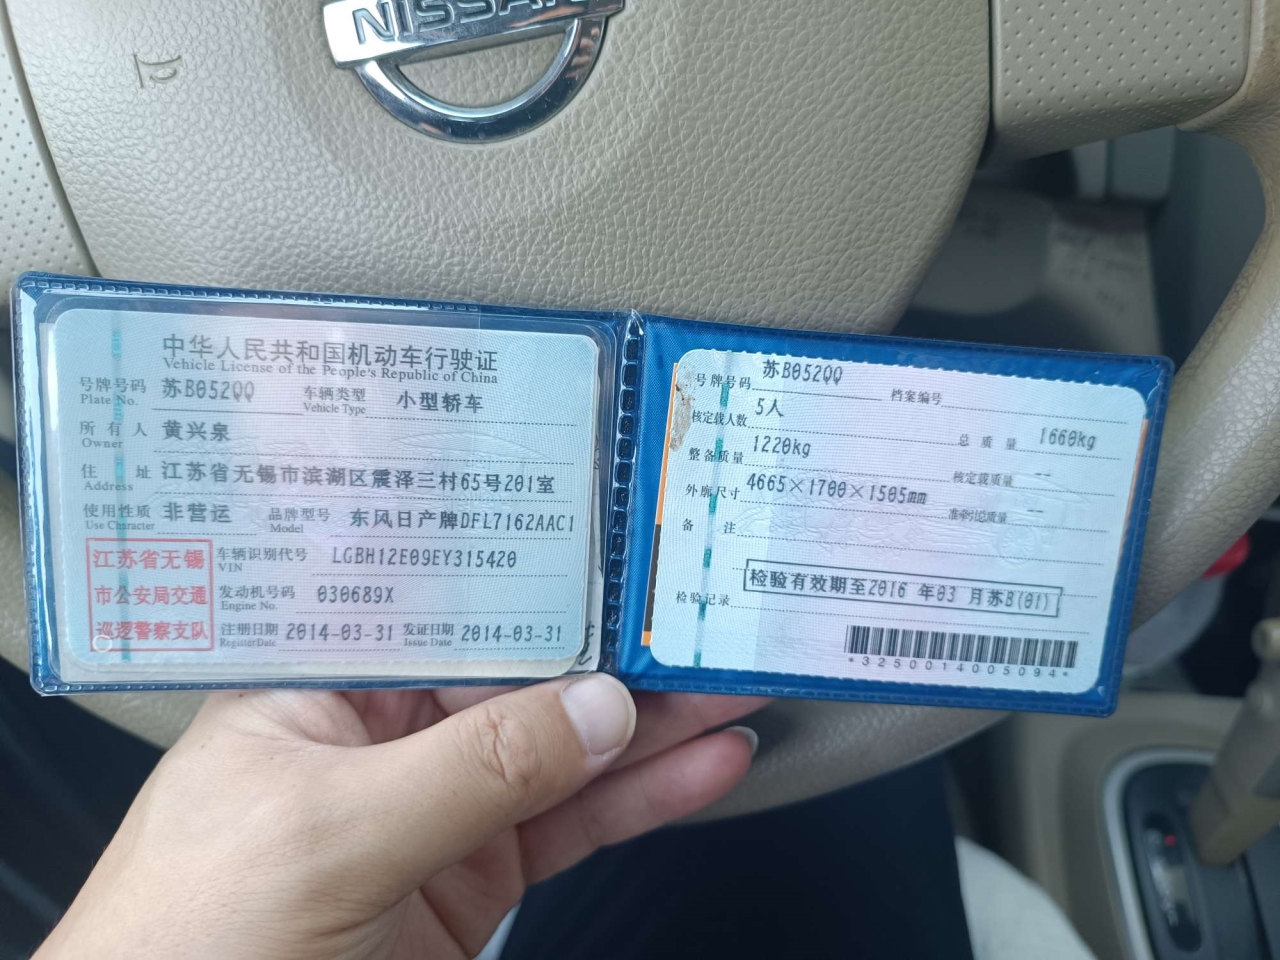 NISSAN
中华人民共和国机动车行驶证
Vehicle License of the People's Republic of China
号牌号码 苏B052QQ 车辆类型 小型轿车
Plate No. Vehicle Type
所有人 黄兴泉
Owner
住址 江苏省无锡市滨湖区震泽三村65号201室
Address
使用性质 非营运 品牌型号 东风日产牌DFL7162AAC1
Use Character Model
江苏省无锡
市公安局交通
巡逻警察支队
车辆识别代号 LGBH12E09EY315420
VIN
发动机号码 030689X
Engine No.
注册日期 2014-03-31 发证日期 2014-03-31
Register Date Issue Date
号牌号码 苏B052QQ 档案编号
核定载人数 5人 总质量 1660kg
整备质量 1220kg 核定载质量 --
外廓尺寸 4665×1700×1505mm 准牵引总质量 --
备注
检验记录 检验有效期至2016 年03 月苏B(01)
*3250014005094*